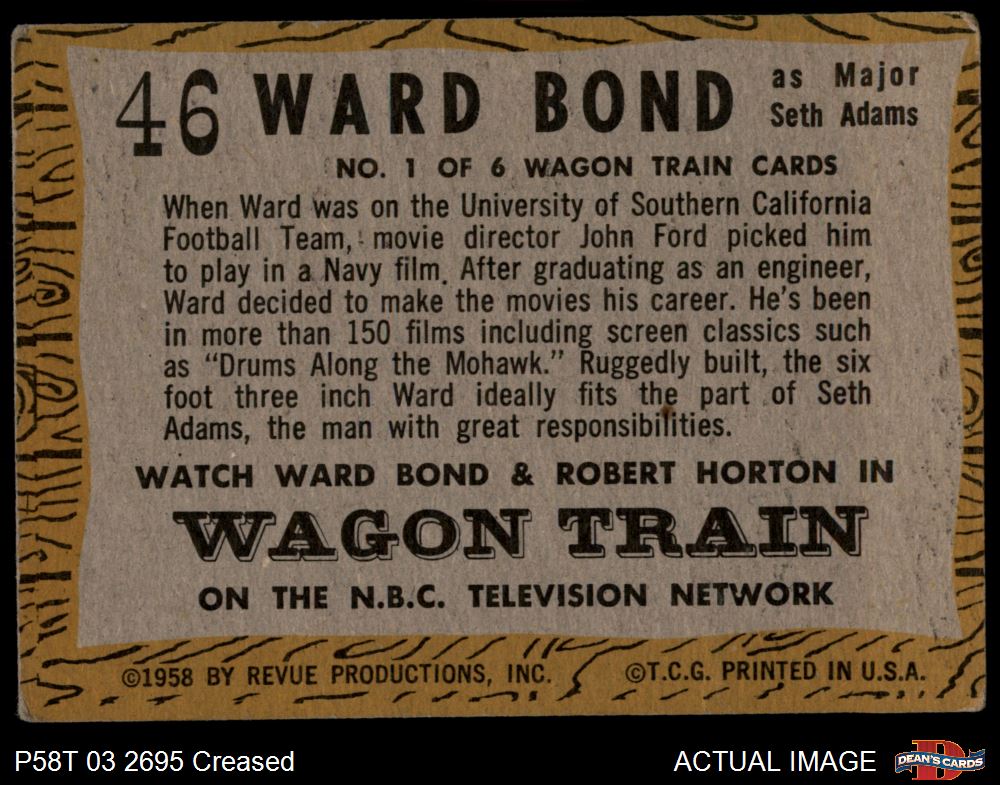 46 WARD BOND as Major
Seth Adams
NO. 1 OF 6 WAGON TRAIN CARDS
When Ward was on the University of Southern California
Football Team, movie director John Ford picked him
to play in a Navy film. After graduating as an engineer,
Ward decided to make the movies his career. He's been
in more than 150 films including screen classics such
as "Drums Along the Mohawk." Ruggedly built, the six
foot three inch Ward ideally fits the part of Seth
Adams, the man with great responsibilities.
WATCH WARD BOND & ROBERT HORTON IN
WAGON TRAIN
ON THE N.B.C. TELEVISION NETWORK
©1958 BY REVUE PRODUCTIONS, INC. ©T.C.G. PRINTED IN U.S.A.
P58T 03 2695 Creased ACTUAL IMAGE D DEAN'S CARDS